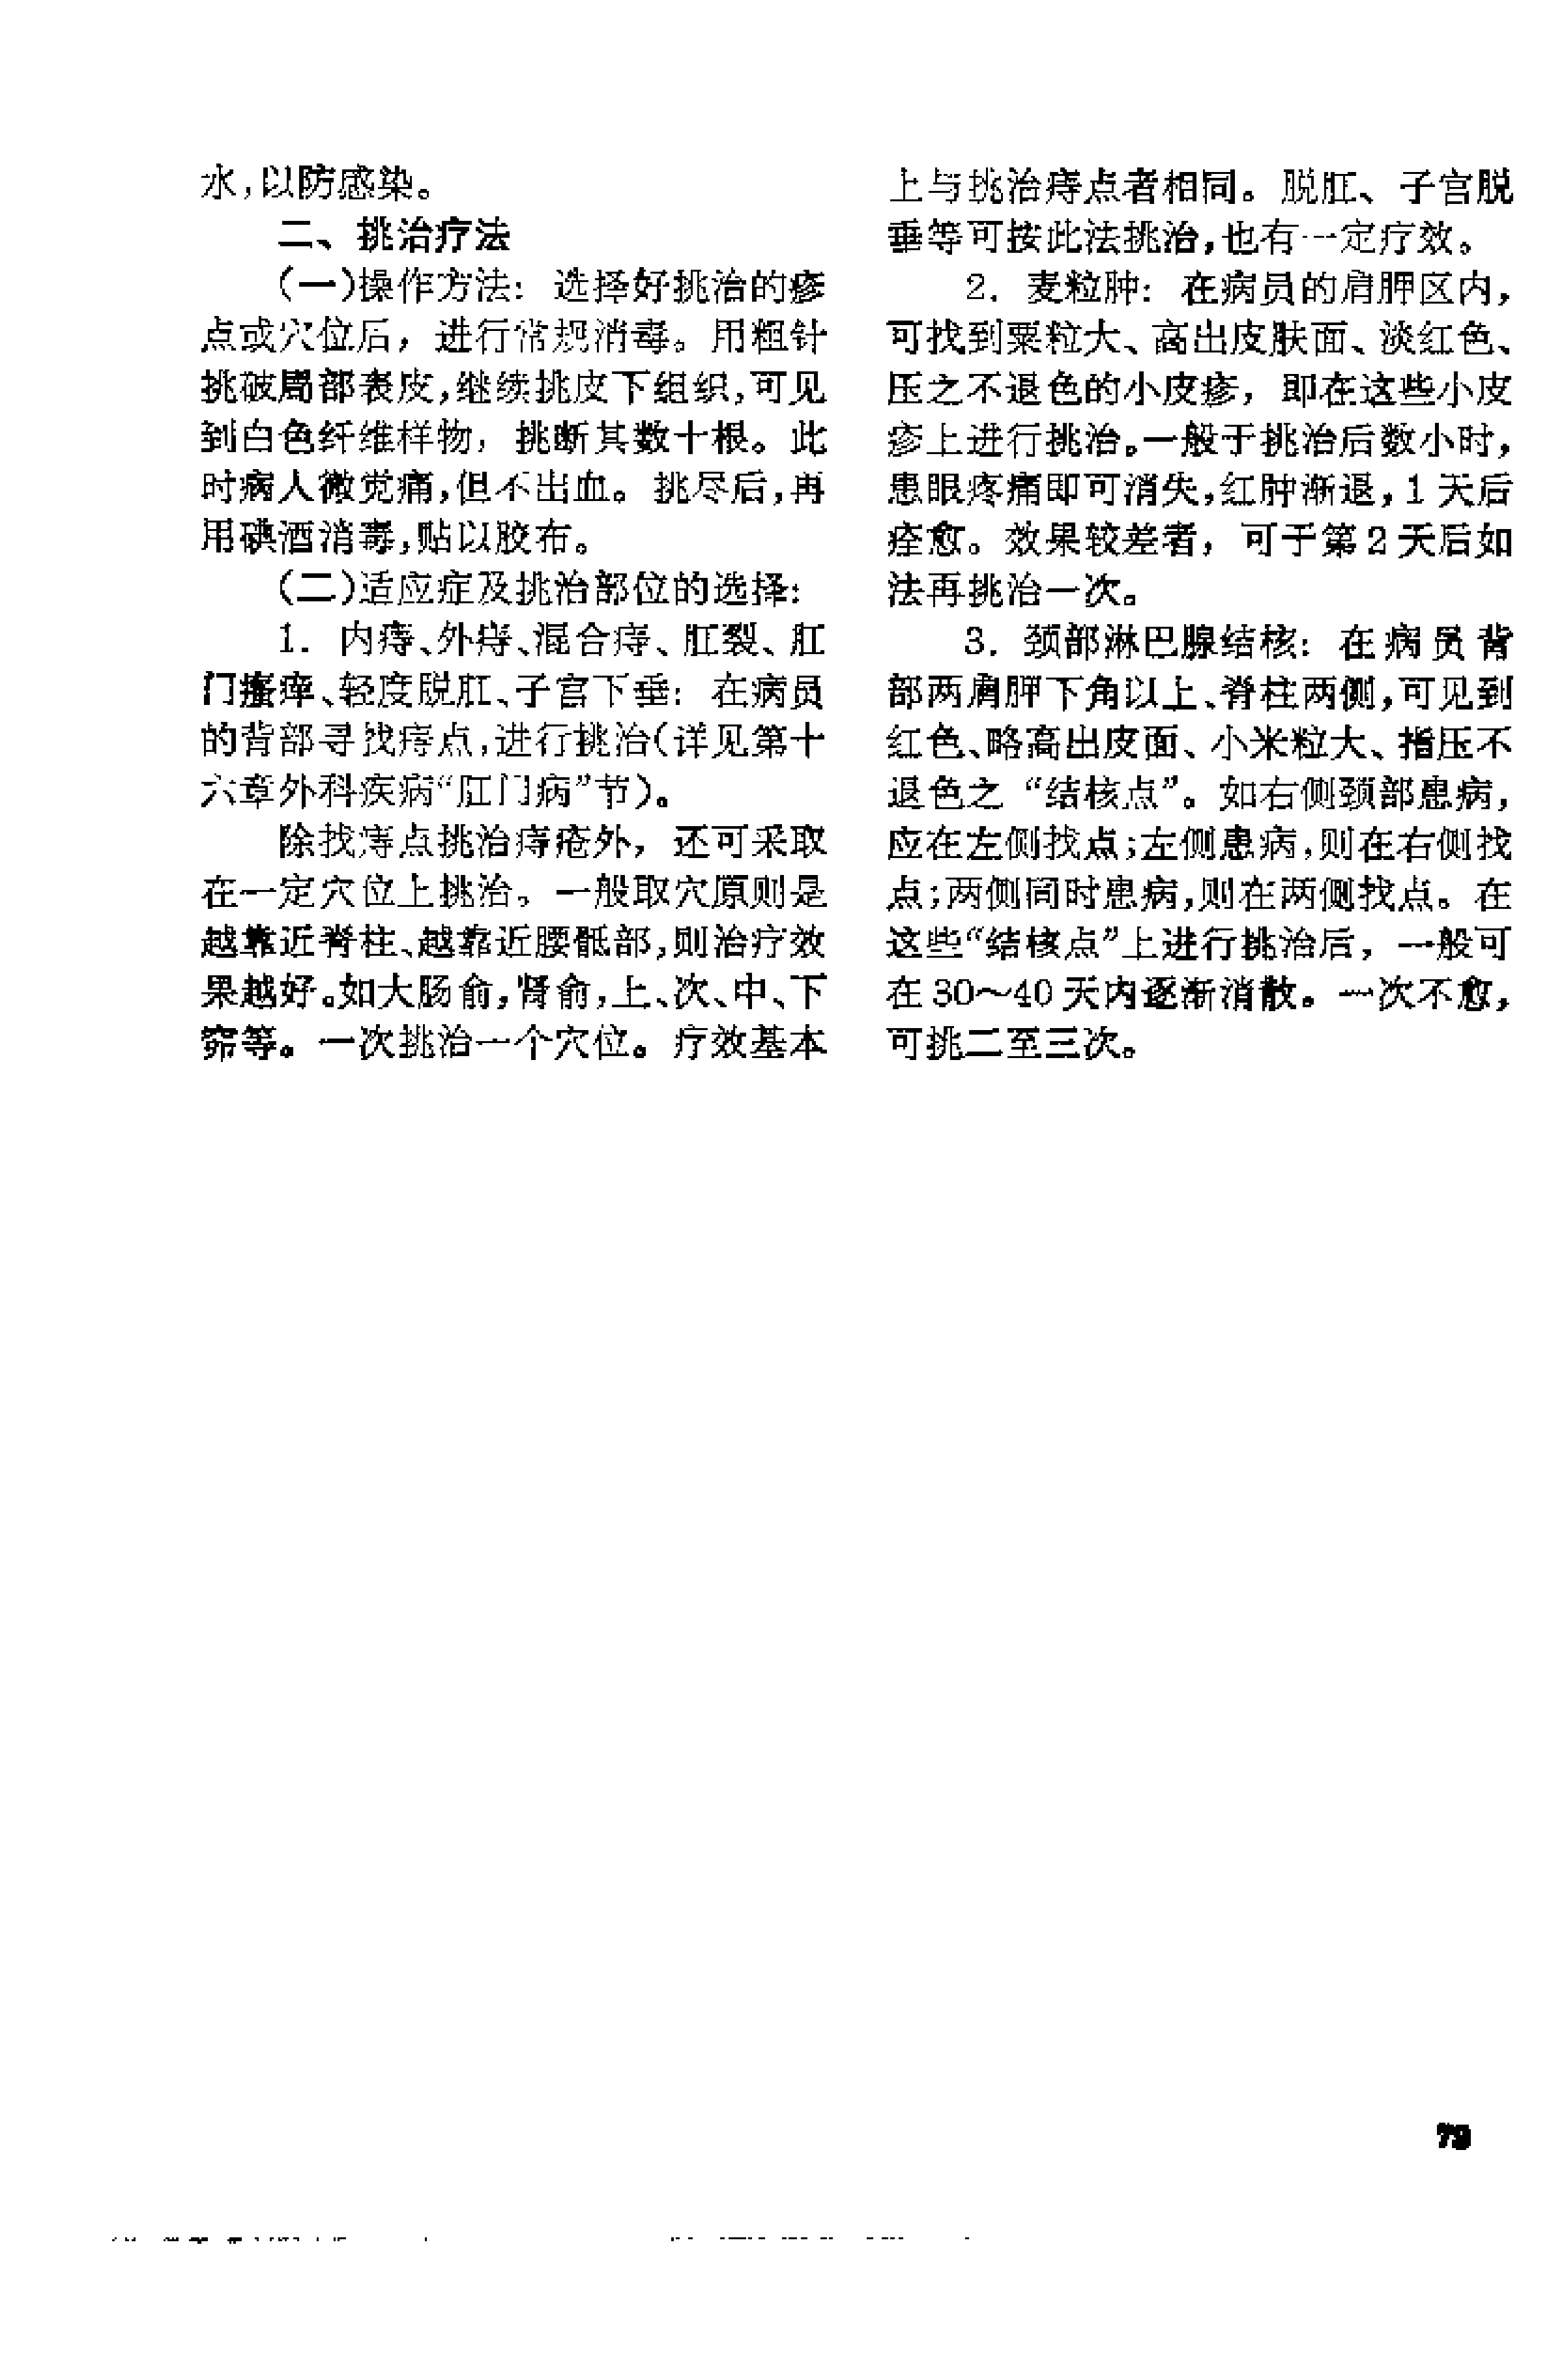 水,以防感染。
二、挑治疗法
(一)操作方法: 选择好挑治的疹
点或穴位后, 进行常规消毒。用粗针
挑破局部表皮,继续挑皮下组织,可见
到白色纤维样物, 挑断其数十根。此
时病人微觉痛,但不出血。挑尽后,再
用碘酒消毒,贴以胶布。
(二)适应症及挑治部位的选择:
1. 内痔、外痔、混合痔、肛裂、肛
门搔痒、轻度脱肛、子宫下垂: 在病员
的背部寻找痔点,进行挑治(详见第十
六章外科疾病“肛门病”节)。
除找痔点挑治痔疮外, 还可采取
在一定穴位上挑治。一般取穴原则是
越靠近脊柱、越靠近腰骶部,则治疗效
果越好。如大肠俞,肾俞,上、次、中、下
窌等。一次挑治一个穴位。疗效基本
上与挑治痔点者相同。脱肛、子宫脱
垂等可按此法挑治,也有一定疗效。
2. 麦粒肿: 在病员的肩胛区内,
可找到粟粒大、高出皮肤面、淡红色、
压之不退色的小皮疹, 即在这些小皮
疹上进行挑治。一般于挑治后数小时,
患眼疼痛即可消失,红肿渐退,1天后
痊愈。效果较差者, 可于第2天后如
法再挑治一次。
3. 颈部淋巴腺结核: 在病员背
部两肩胛下角以上、脊柱两侧,可见到
红色、略高出皮面、小米粒大、指压不
退色之“结核点”。如右侧颈部患病,
应在左侧找点;左侧患病,则在右侧找
点;两侧同时患病,则在两侧找点。在
这些“结核点”上进行挑治后, 一般可
在30～40天内逐渐消散。一次不愈,
可挑二至三次。
79